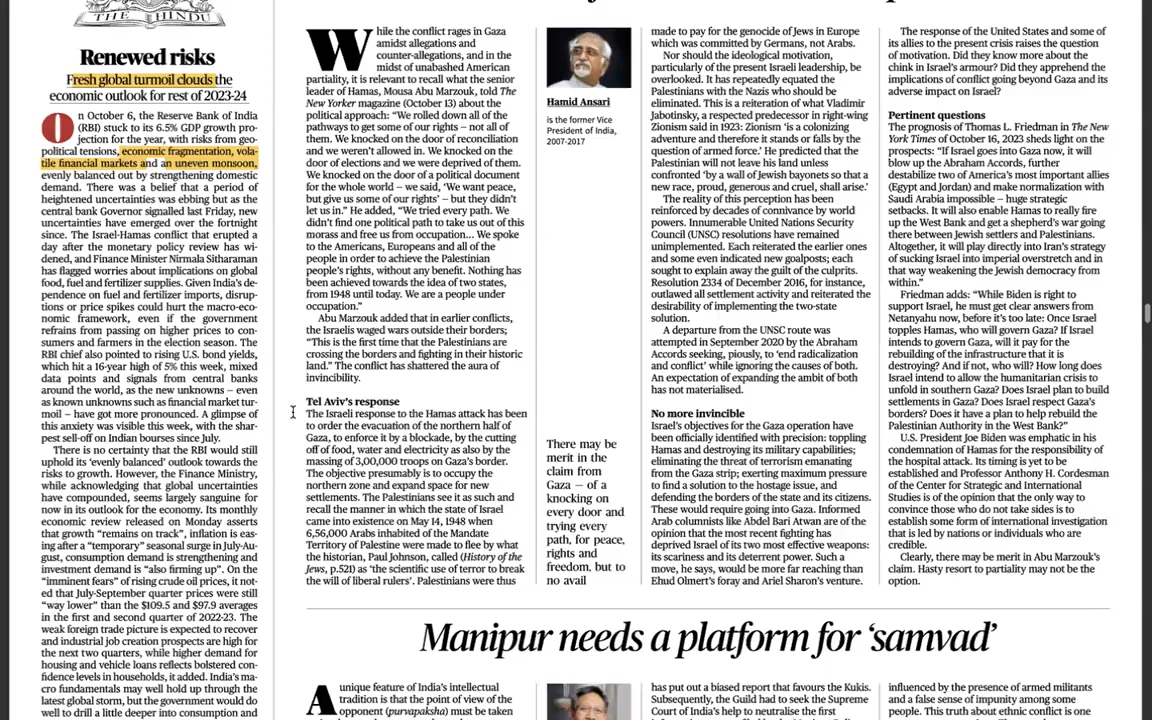 THE HINDU
Renewed risks
Fresh global turmoil clouds the
economic outlook for rest of 2023-24
On October 6, the Reserve Bank of India
(RBI) stuck to its 6.5% GDP growth pro-
jection for the year, with risks from geo-
political tensions, economic fragmentation, vola-
tile financial markets and an uneven monsoon,
evenly balanced out by strengthening domestic
demand. There was a belief that a period of
heightened uncertainties was ebbing but as the
central bank Governor signalled last Friday, new
uncertainties have emerged over the fortnight
since. The Israel-Hamas conflict that erupted a
day after the monetary policy review has wi-
dened, and Finance Minister Nirmala Sitharaman
has flagged worries about implications on global
food, fuel and fertilizer supplies. Given India's de-
pendence on fuel and fertilizer imports, disrup-
tions or price spikes could hurt the macro-eco-
nomic framework, even if the government
refrains from passing on higher prices to con-
sumers and farmers in the election season. The
RBI chief also pointed to rising U.S. bond yields,
which hit a 16-year high of 5% this week, mixed
data points and signals from central banks
around the world, as the new unknowns – even
as known unknowns such as financial market tur-
moil – have got more pronounced. A glimpse of
this anxiety was visible this week, with the shar-
pest sell-off on Indian bourses since July.
There is no certainty that the RBI would still
uphold its 'evenly balanced' outlook towards the
risks to growth. However, the Finance Ministry,
while acknowledging that global uncertainties
have compounded, seems largely sanguine for
now in its outlook for the economy. Its monthly
economic review released on Monday asserts
that growth "remains on track", inflation is eas-
ing after a "temporary" seasonal surge in July-Au-
gust, consumption demand is strengthening and
investment demand is "also firming up". On the
"imminent fears" of rising crude oil prices, it not-
ed that July-September quarter prices were still
"way lower" than the $109.5 and $97.9 averages
in the first and second quarter of 2022-23. The
weak foreign trade picture is expected to recover
and industrial job creation prospects are high for
the next two quarters, while higher demand for
housing and vehicle loans reflects bolstered con-
fidence levels in households, it added. India's ma-
cro fundamentals may well hold up through the
latest global storm, but the government would do
well to drill a little deeper into consumption and
While the conflict rages in Gaza
amidst allegations and
counter-allegations, and in the
midst of unabashed American
partiality, it is relevant to recall what the senior
leader of Hamas, Mousa Abu Marzouk, told The
New Yorker magazine (October 13) about the
political approach: "We rolled down all of the
pathways to get some of our rights – not all of
them. We knocked on the door of reconciliation
and we weren't allowed in. We knocked on the
door of elections and we were deprived of them.
We knocked on the door of a political document
for the whole world – we said, 'We want peace,
but give us some of our rights' – but they didn't
let us in." He added, "We tried every path. We
didn't find one political path to take us out of this
morass and free us from occupation... We spoke
to the Americans, Europeans and all of the
people in order to achieve the Palestinian
people's rights, without any benefit. Nothing has
been achieved towards the idea of two states,
from 1948 until today. We are a people under
occupation."
Abu Marzouk added that in earlier conflicts,
the Israelis waged wars outside their borders;
"This is the first time that the Palestinians are
crossing the borders and fighting in their historic
land." The conflict has shattered the aura of
invincibility.
Tel Aviv's response
The Israeli response to the Hamas attack has been
to order the evacuation of the northern half of
Gaza, to enforce it by a blockade, by the cutting
off of food, water and electricity as also by the
massing of 3,00,000 troops on Gaza's border.
The objective presumably is to occupy the
northern zone and expand space for new
settlements. The Palestinians see it as such and
recall the manner in which the state of Israel
came into existence on May 14, 1948 when
6,56,000 Arabs inhabited of the Mandate
Territory of Palestine were made to flee by what
the historian, Paul Johnson, called (History of the
Jews, p.521) as 'the scientific use of terror to break
the will of liberal rulers'. Palestinians were thus
Hamid Ansari
is the former Vice
President of India,
2007-2017
There may be
merit in the
claim from
Gaza – of a
knocking on
every door and
trying every
path, for peace,
rights and
freedom, but to
no avail
made to pay for the genocide of Jews in Europe
which was committed by Germans, not Arabs.
Nor should the ideological motivation,
particularly of the present Israeli leadership, be
overlooked. It has repeatedly equated the
Palestinians with the Nazis who should be
eliminated. This is a reiteration of what Vladimir
Jabotinsky, a respected predecessor in right-wing
Zionism said in 1923: Zionism 'is a colonizing
adventure and therefore it stands or falls by the
question of armed force.' He predicted that the
Palestinian will not leave his land unless
confronted 'by a wall of Jewish bayonets so that a
new race, proud, generous and cruel, shall arise.'
The reality of this perception has been
reinforced by decades of connivance by world
powers. Innumerable United Nations Security
Council (UNSC) resolutions have remained
unimplemented. Each reiterated the earlier ones
and some even indicated new goalposts; each
sought to explain away the guilt of the culprits.
Resolution 2334 of December 2016, for instance,
outlawed all settlement activity and reiterated the
desirability of implementing the two-state
solution.
A departure from the UNSC route was
attempted in September 2020 by the Abraham
Accords seeking, piously, to 'end radicalization
and conflict' while ignoring the causes of both.
An expectation of expanding the ambit of both
has not materialised.
No more invincible
Israel's objectives for the Gaza operation have
been officially identified with precision: toppling
Hamas and destroying its military capabilities;
eliminating the threat of terrorism emanating
from the Gaza strip; exerting maximum pressure
to find a solution to the hostage issue, and
defending the borders of the state and its citizens.
These would require going into Gaza. Informed
Arab columnists like Abdel Bari Atwan are of the
opinion that the most recent fighting has
deprived Israel of its two most effective weapons:
its scariness and its deterrent power. Such a
move, he says, would be more far reaching than
Ehud Olmert's foray and Ariel Sharon's venture.
The response of the United States and some of
its allies to the present crisis raises the question
of motivation. Did they know more about the
chink in Israel's armour? Did they apprehend the
implications of conflict going beyond Gaza and its
adverse impact on Israel?
Pertinent questions
The prognosis of Thomas L. Friedman in The New
York Times of October 16, 2023 sheds light on the
prospects: "If Israel goes into Gaza now, it will
blow up the Abraham Accords, further
destabilize two of America's most important allies
(Egypt and Jordan) and make normalization with
Saudi Arabia impossible – huge strategic
setbacks. It will also enable Hamas to really fire
up the West Bank and get a shepherd's war going
there between Jewish settlers and Palestinians.
Altogether, it will play directly into Iran's strategy
of sucking Israel into imperial overstretch and in
that way weakening the Jewish democracy from
within."
Friedman adds: "While Biden is right to
support Israel, he must get clear answers from
Netanyahu now, before it's too late: Once Israel
topples Hamas, who will govern Gaza? If Israel
intends to govern Gaza, will it pay for the
rebuilding of the infrastructure that it is
destroying? And if not, who will? How long does
Israel intend to allow the humanitarian crisis to
unfold in southern Gaza? Does Israel plan to build
settlements in Gaza? Does Israel respect Gaza's
borders? Does it have a plan to help rebuild the
Palestinian Authority in the West Bank?"
U.S. President Joe Biden was emphatic in his
condemnation of Hamas for the responsibility of
the hospital attack. Its timing is yet to be
established and Professor Anthony H. Cordesman
of the Center for Strategic and International
Studies is of the opinion that the only way to
convince those who do not take sides is to
establish some form of international investigation
that is led by nations or individuals who are
credible.
Clearly, there may be merit in Abu Marzouk's
claim. Hasty resort to partiality may not be the
option.
Manipur needs a platform for 'samvad'
A unique feature of India's intellectual
tradition is that the point of view of the
opponent (purvapaksha) must be taken
has put out a biased report that favours the Kukis.
Subsequently, the Guild had to seek the Supreme
Court of India's help to neutralise the first
influenced by the presence of armed militants
and a false sense of impunity among some
people. This truth about ethnic conflict is one